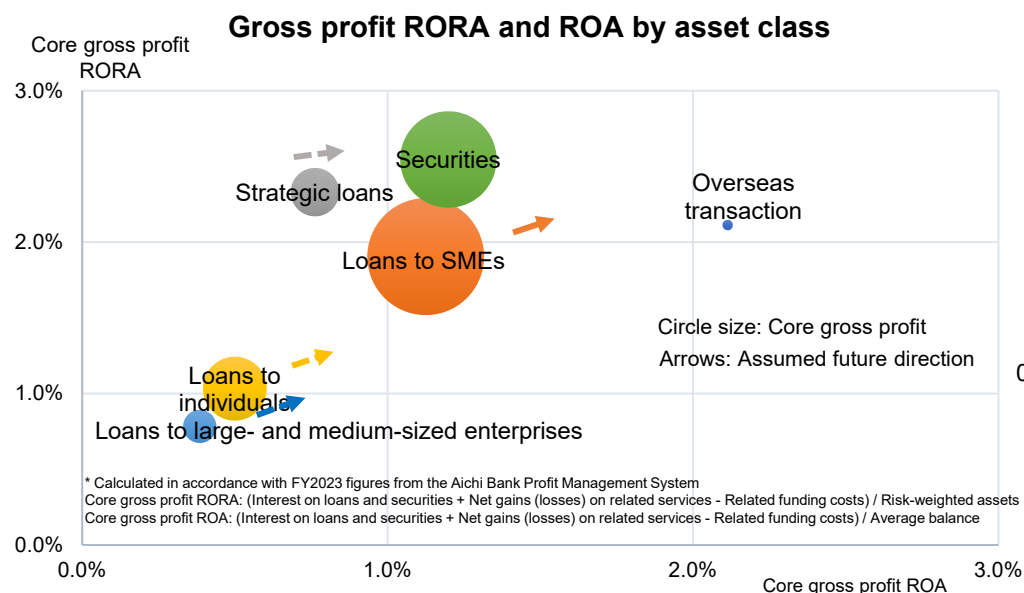 Gross profit RORA and ROA by asset class
Core gross profit
RORA
3.0%
Securities
Strategic loans
Overseas
transaction
2.0%
Loans to SMEs
Circle size: Core gross profit
Arrows: Assumed future direction
0
Loans to
individuals
1.0%
Loans to large- and medium-sized enterprises
* Calculated in accordance with FY2023 figures from the Aichi Bank Profit Management System
Core gross profit RORA: (Interest on loans and securities + Net gains (losses) on related services - Related funding costs) / Risk-weighted assets
Core gross profit ROA: (Interest on loans and securities + Net gains (losses) on related services - Related funding costs) / Average balance
0.0%
0.0%
1.0%
2.0%
3.0%
Core gross profit ROA